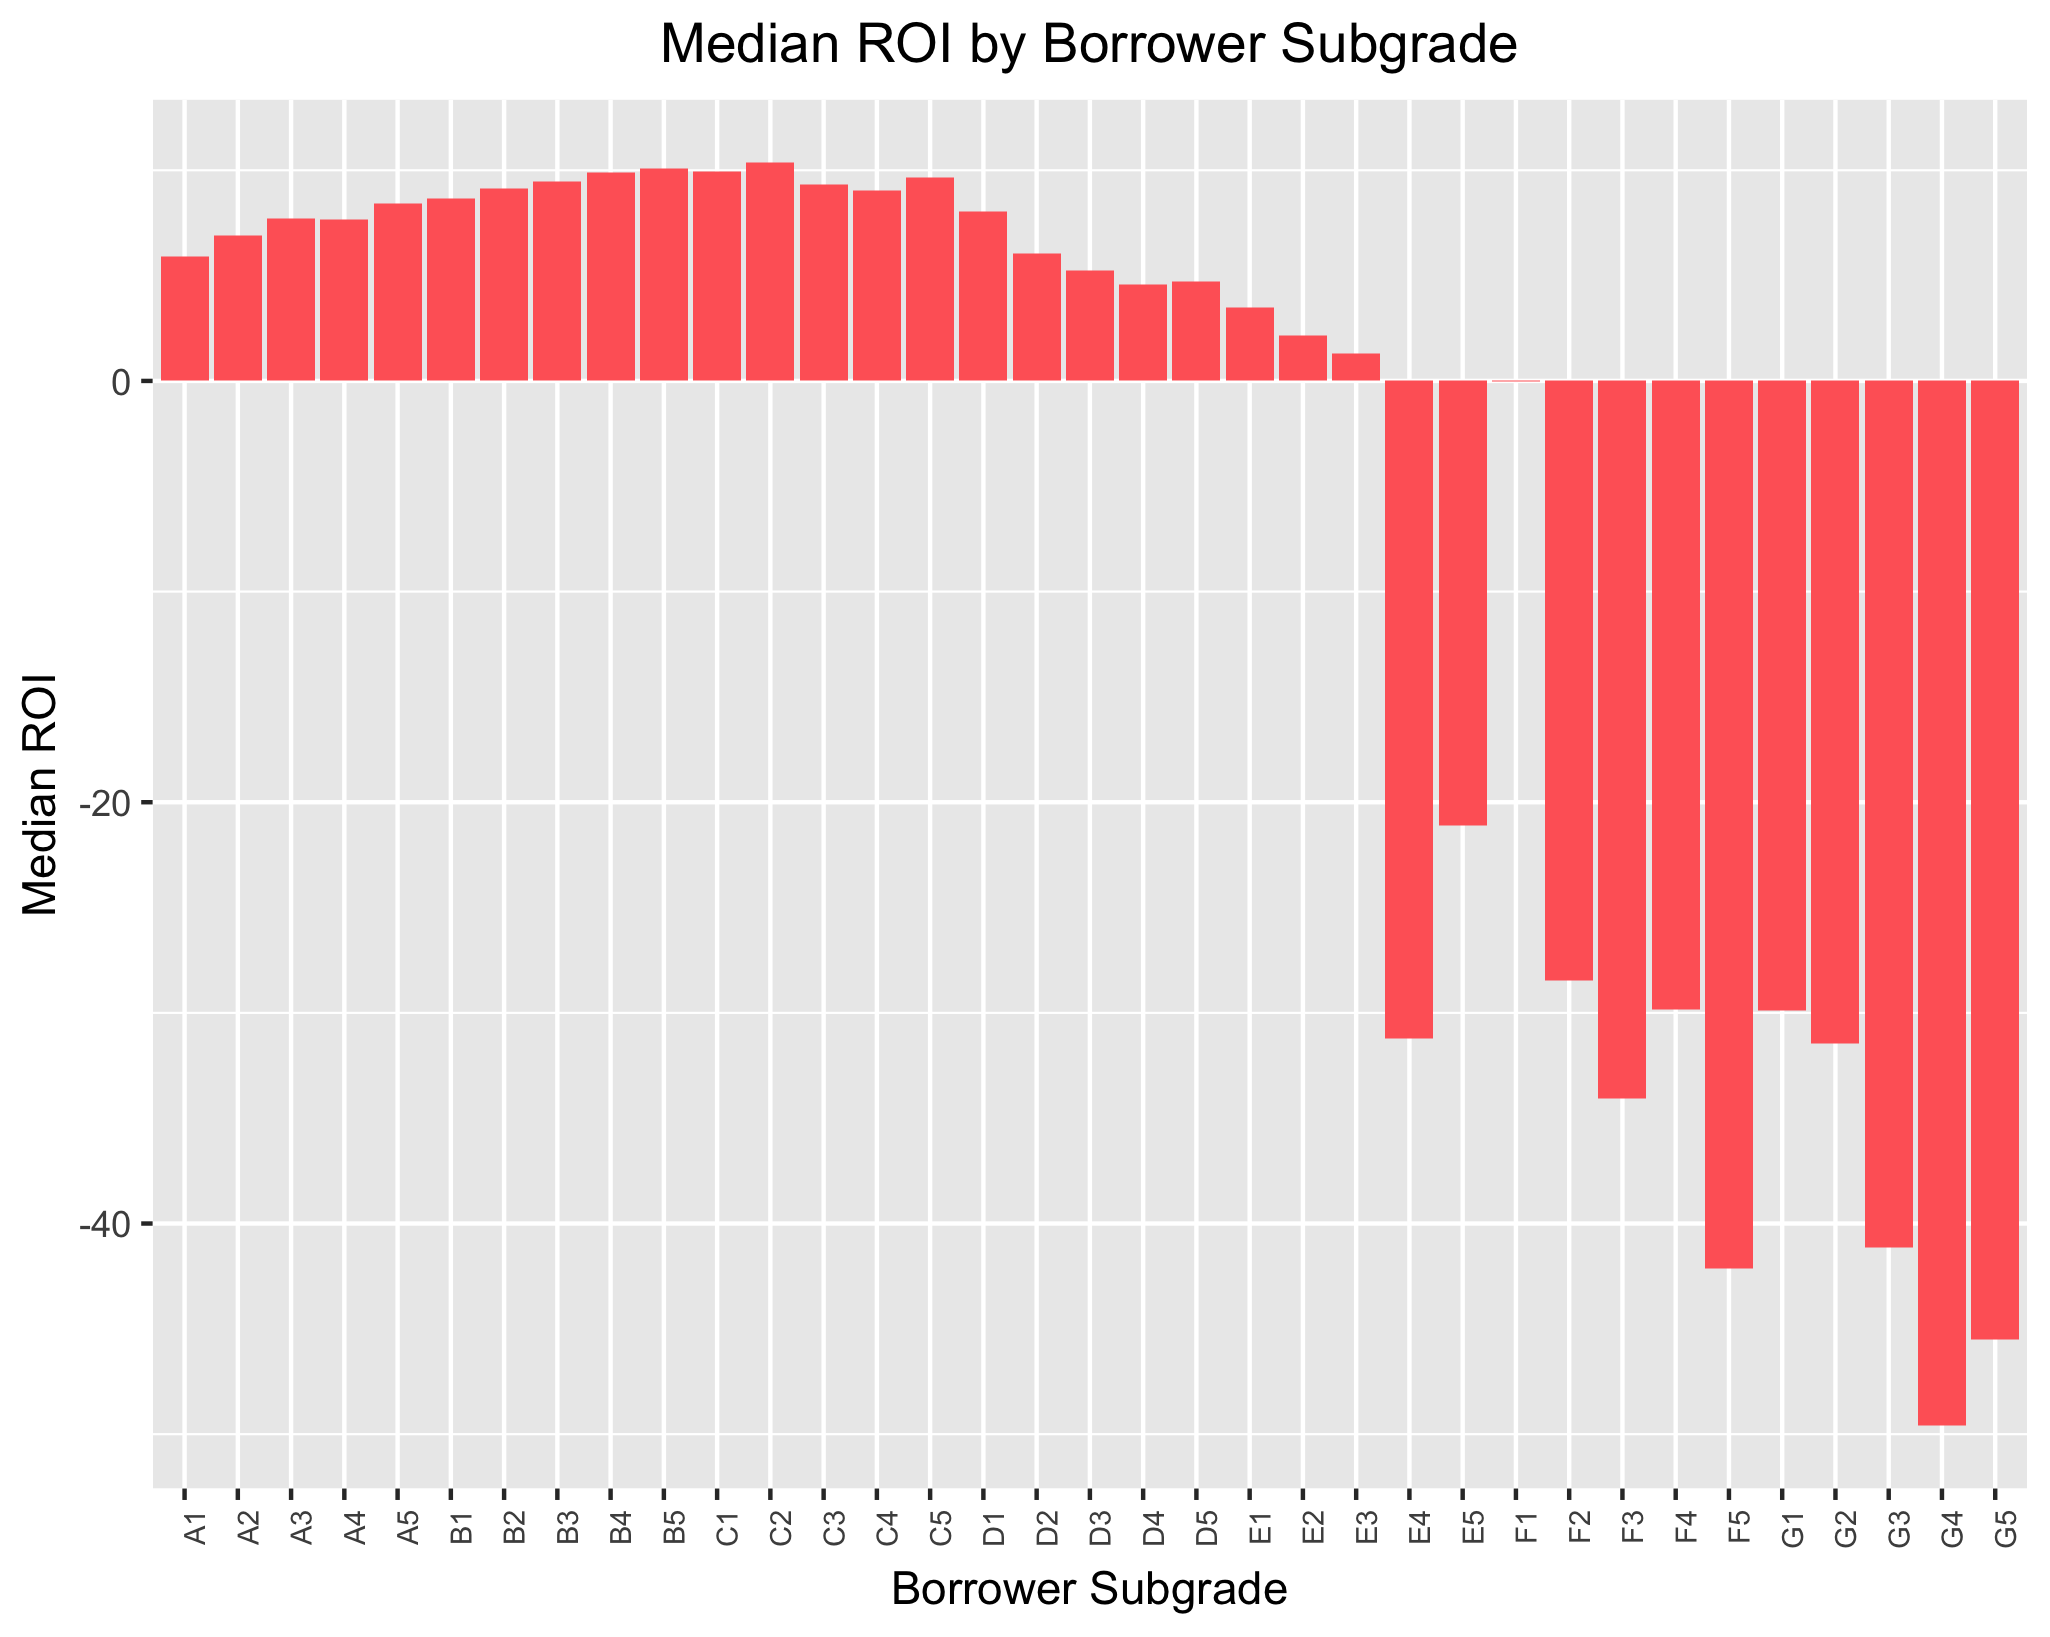 Median ROI by Borrower Subgrade
Median ROI
0
-20
-40
A1 A2 A3 A4 A5 B1 B2 B3 B4 B5 C1 C2 C3 C4 C5 D1 D2 D3 D4 D5 E1 E2 E3 E4 E5 F1 F2 F3 F4 F5 G1 G2 G3 G4 G5
Borrower Subgrade